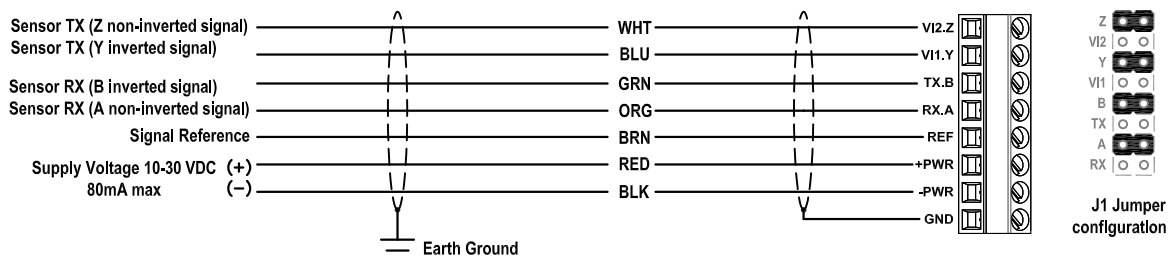 Sensor TX (Z non-inverted signal) WHT VI2.Z
Sensor TX (Y inverted signal) BLU VI1.Y
Sensor RX (B inverted signal) GRN TX.B
Sensor RX (A non-inverted signal) ORG RX.A
Signal Reference BRN REF
Supply Voltage 10-30 VDC (+) RED +PWR
80mA max (−) BLK -PWR
GND
Earth Ground
Z
VI2
Y
VI1
B
TX
A
RX
J1 Jumper
configuration